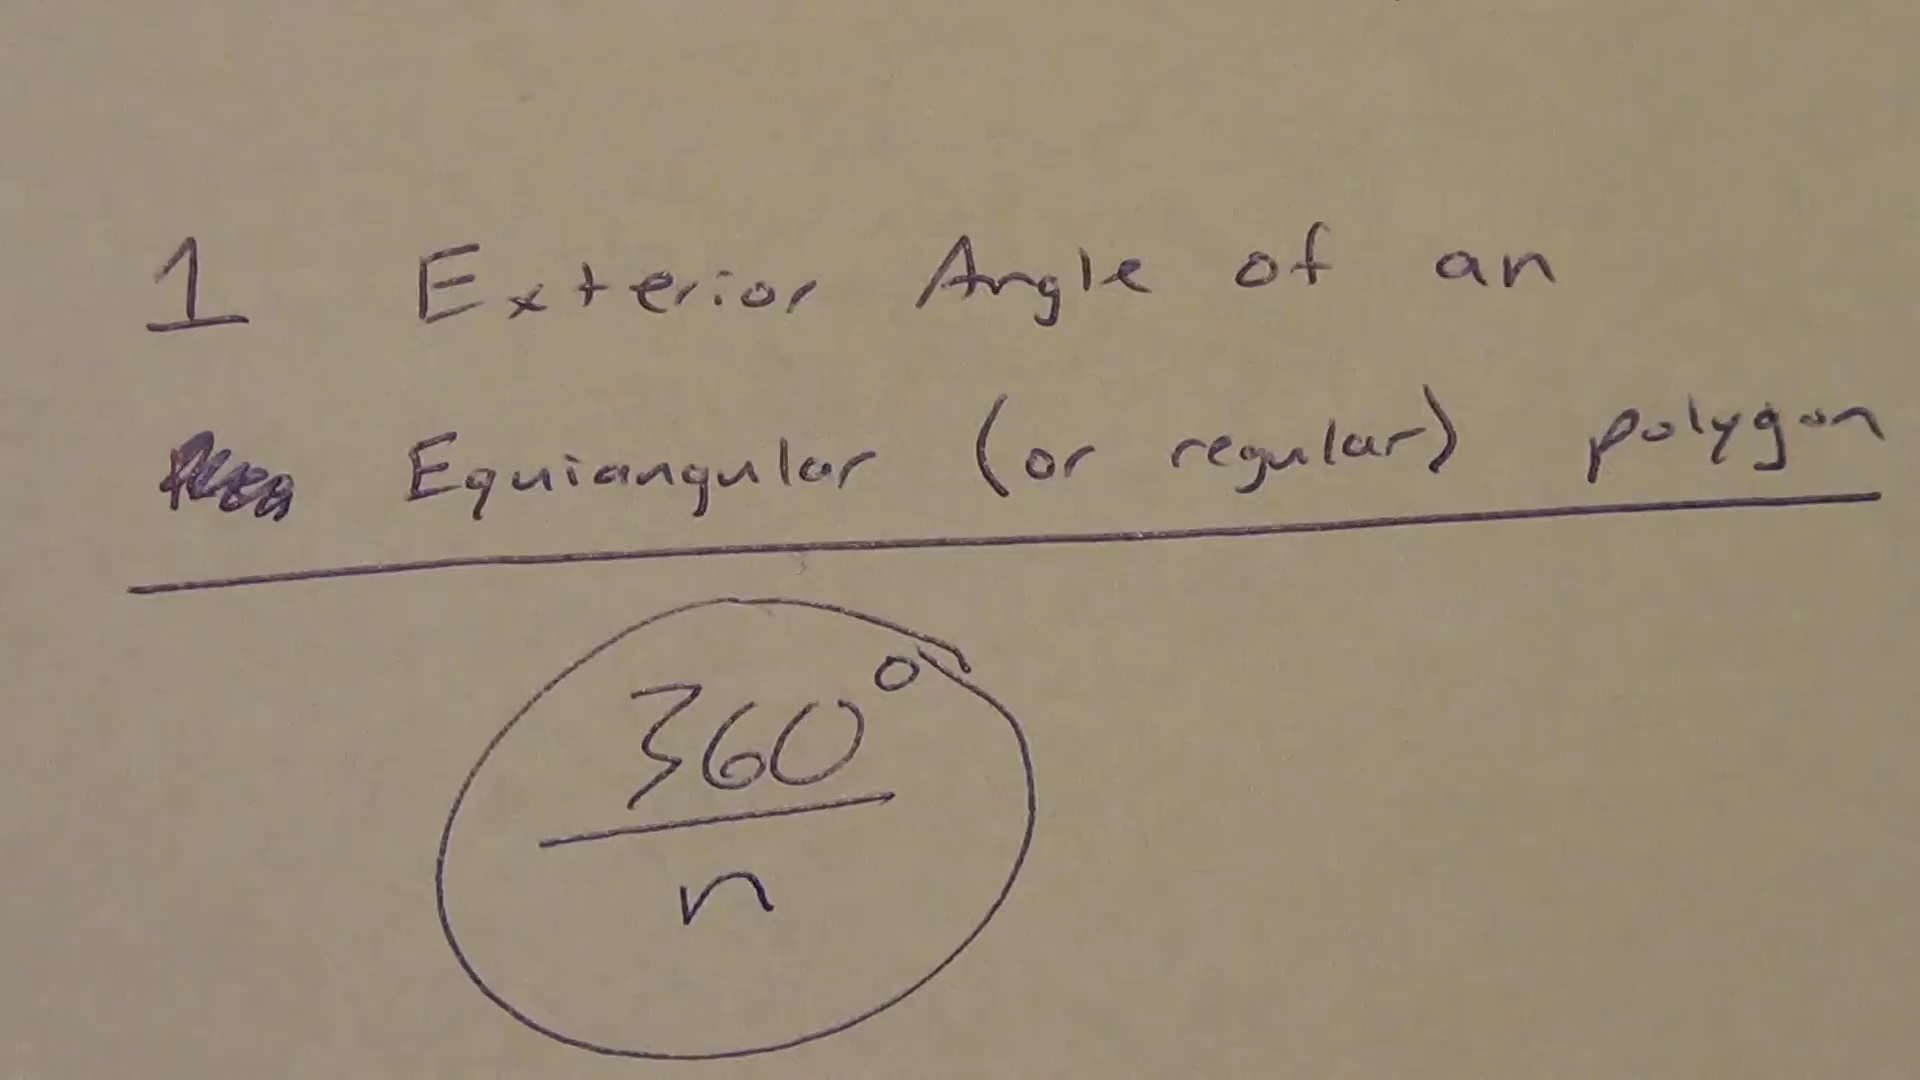 1 Exterior Angle of an
Equiangular (or regular) polygon
360°
n